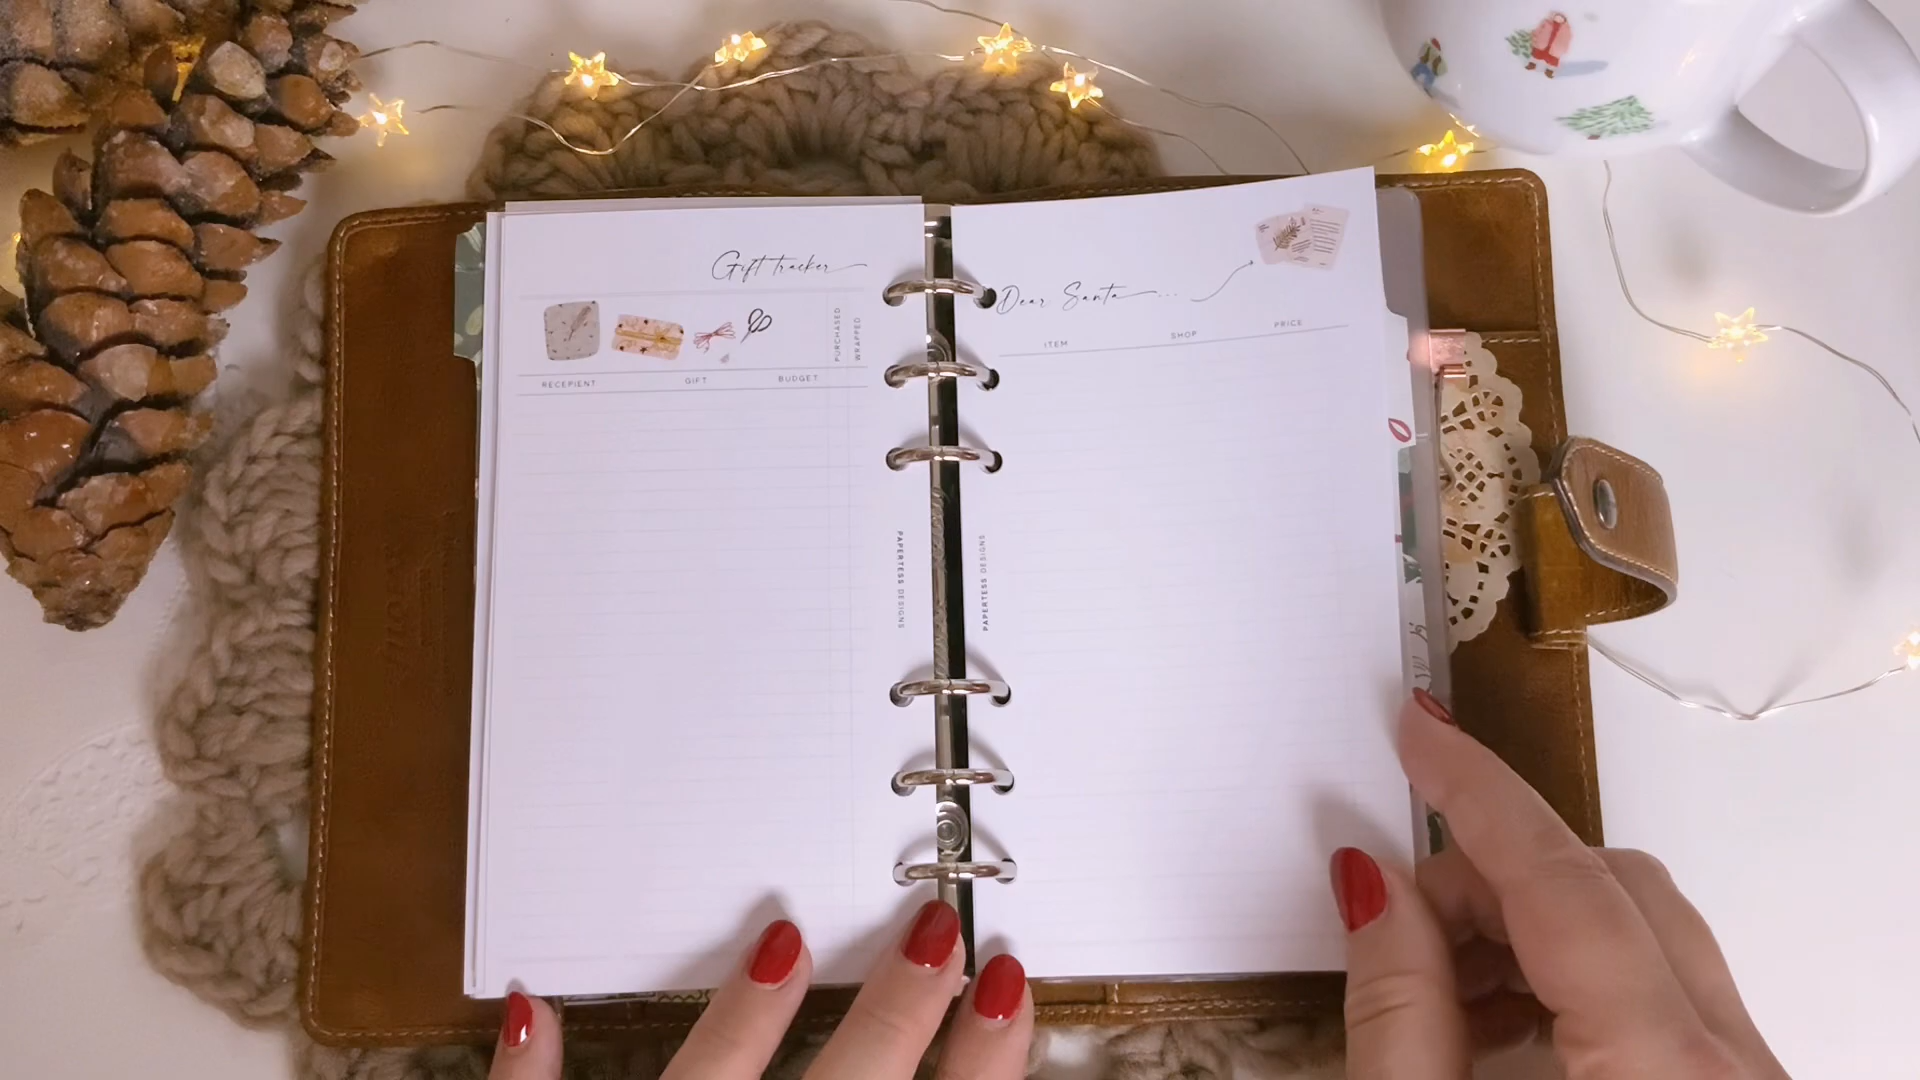 Gift tracker
PURCHASED
WRAPPED
RECEPIENT GIFT BUDGET
PAPERTESS DESIGNS
Dear Santa...
ITEM SHOP PRICE
PAPERTESS DESIGNS